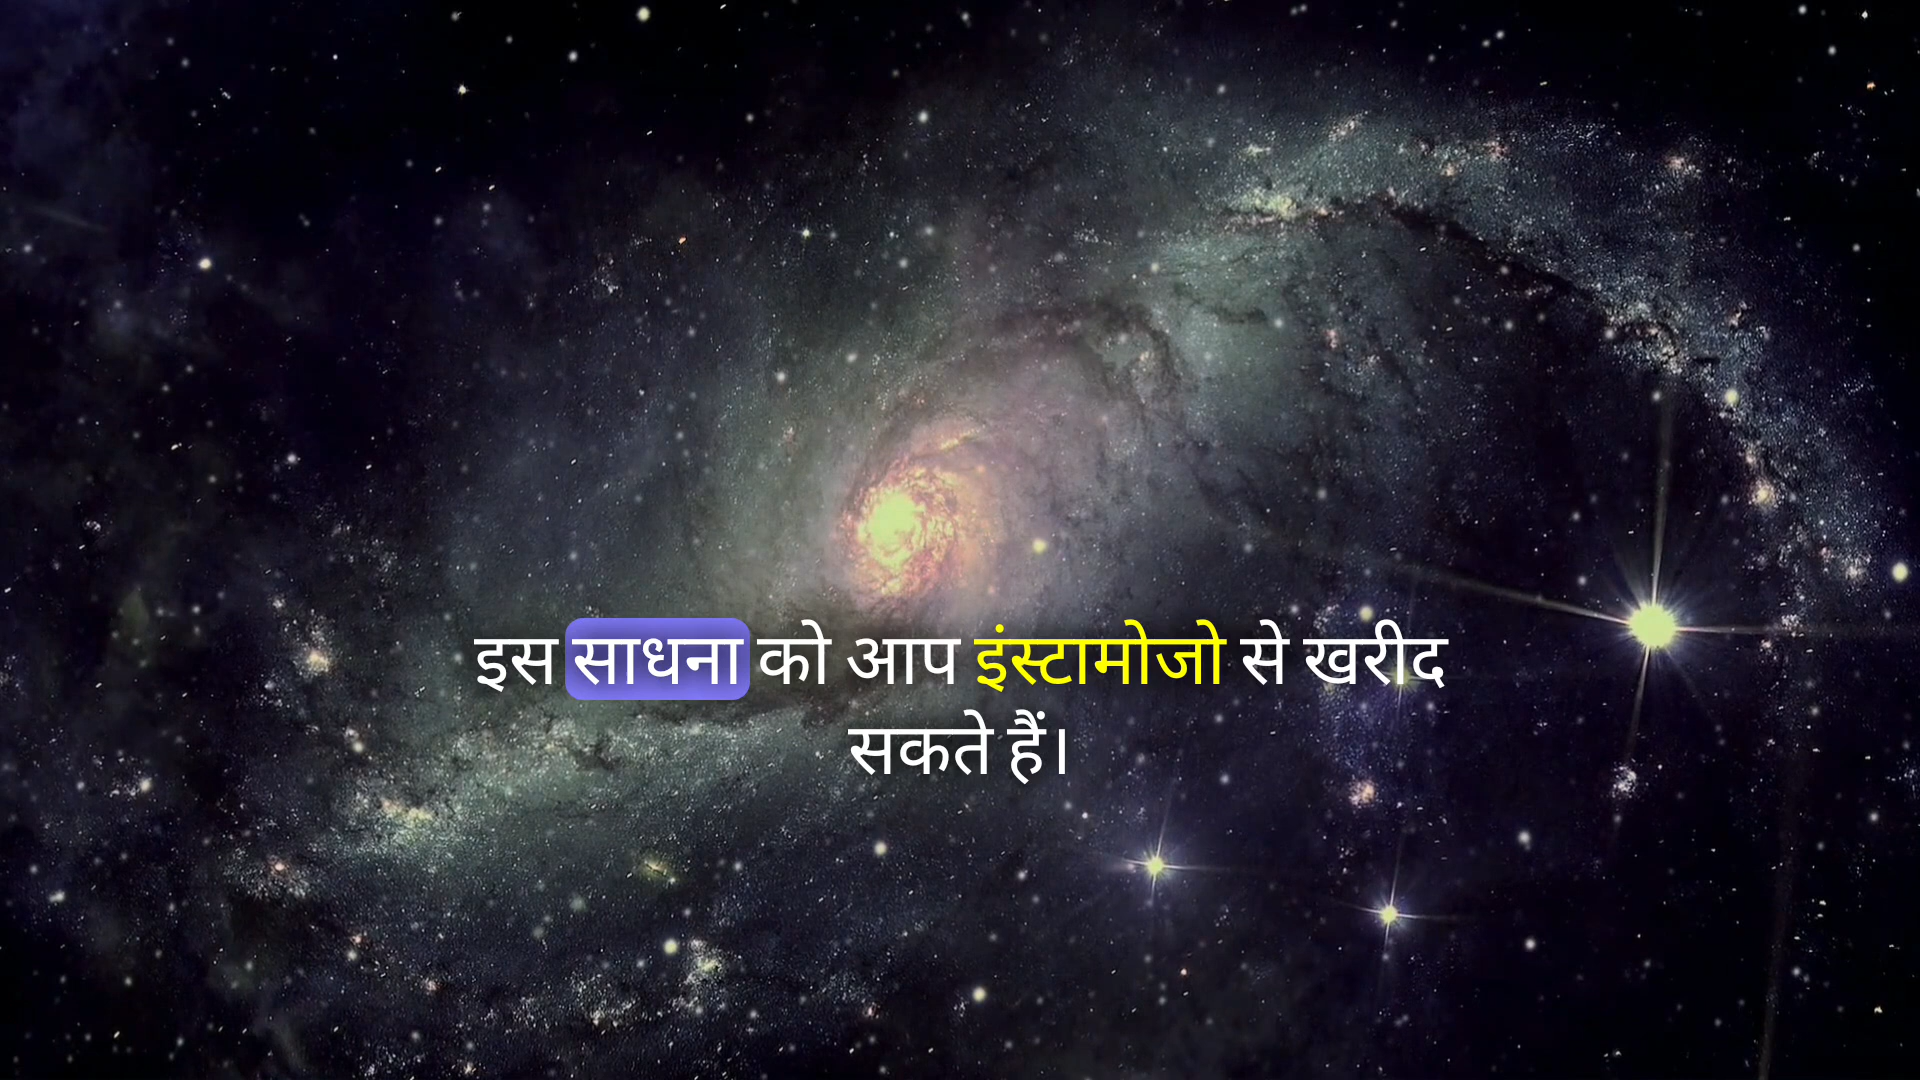 इस साधना को आप इंस्टामोजो से खरीद
सकते हैं।